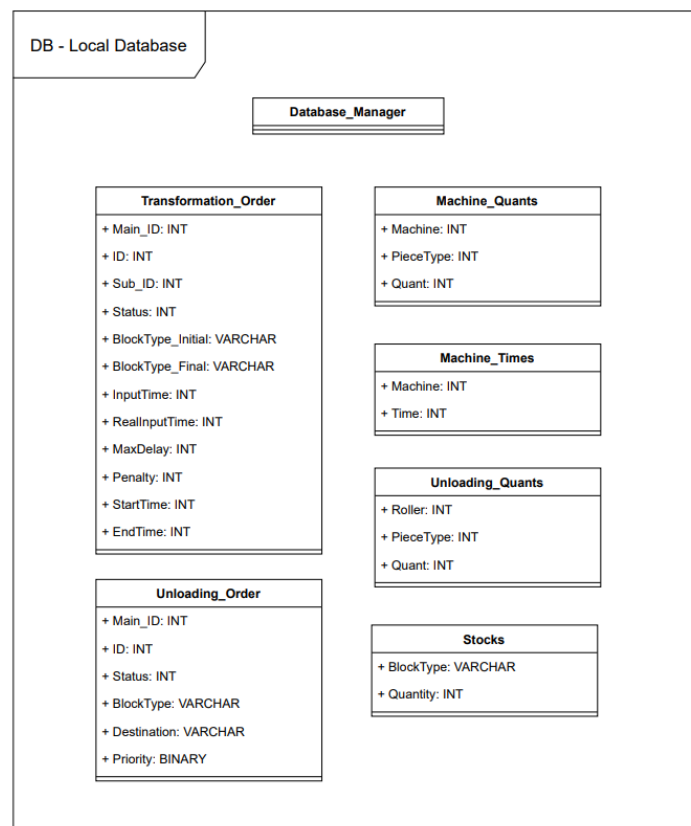 DB - Local Database
Database_Manager
Transformation_Order
+ Main_ID: INT
+ ID: INT
+ Sub_ID: INT
+ Status: INT
+ BlockType_Initial: VARCHAR
+ BlockType_Final: VARCHAR
+ InputTime: INT
+ RealInputTime: INT
+ MaxDelay: INT
+ Penalty: INT
+ StartTime: INT
+ EndTime: INT
Unloading_Order
+ Main_ID: INT
+ ID: INT
+ Status: INT
+ BlockType: VARCHAR
+ Destination: VARCHAR
+ Priority: BINARY
Machine_Quants
+ Machine: INT
+ PieceType: INT
+ Quant: INT
Machine_Times
+ Machine: INT
+ Time: INT
Unloading_Quants
+ Roller: INT
+ PieceType: INT
+ Quant: INT
Stocks
+ BlockType: VARCHAR
+ Quantity: INT